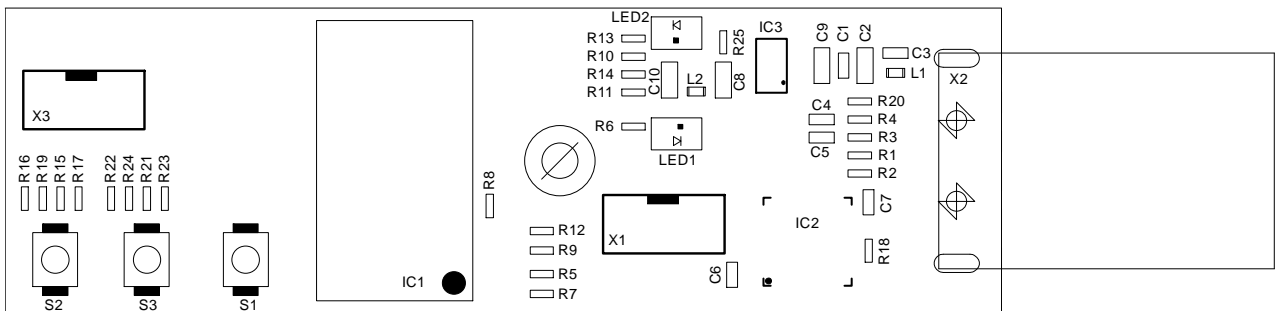 LED2
IC3
C9
C1
C2
R13
R10
R14
R11
R25
C10
L2
C8
C3
L1
X2
X3
R6
LED1
C4
C5
R20
R4
R3
R1
R2
R16
R19
R15
R17
R22
R24
R21
R23
R8
C7
IC2
X1
R12
R9
R5
R7
R18
C6
IC1
S2
S3
S1